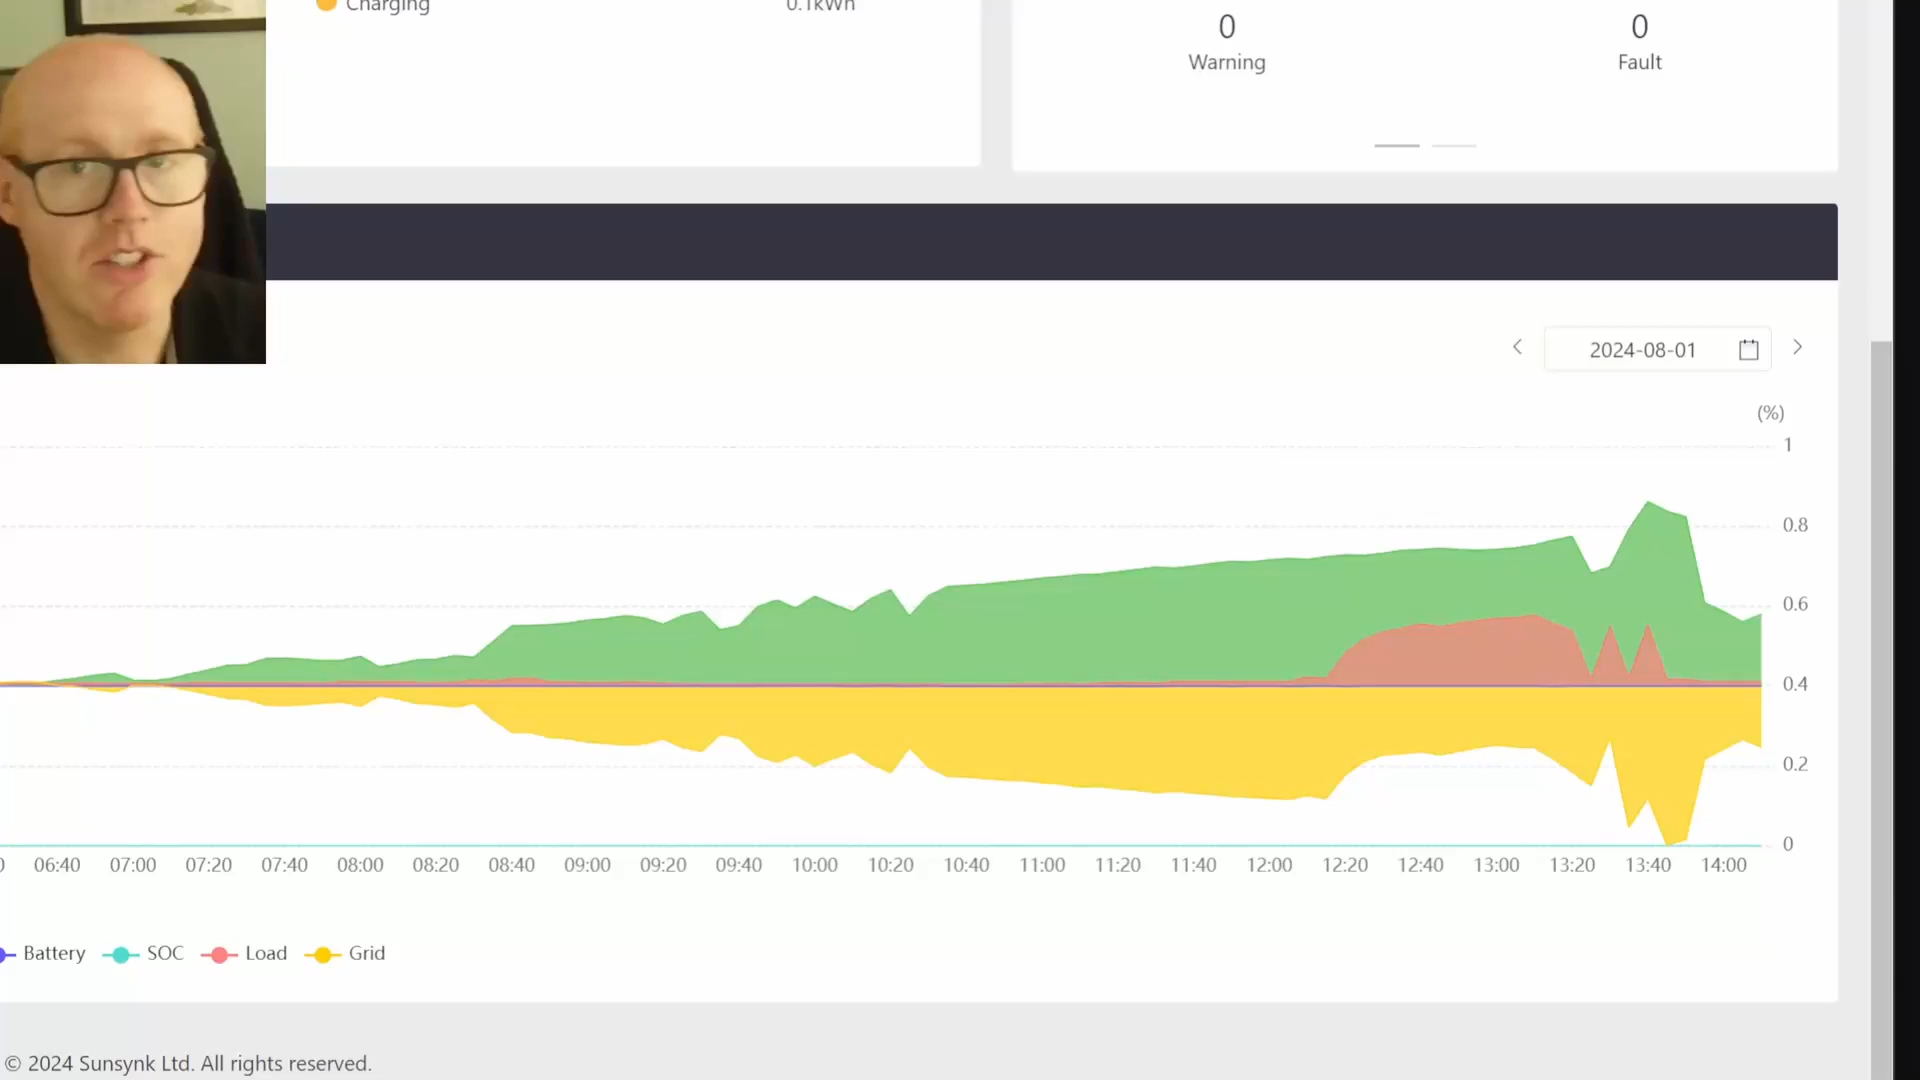 Charging 0.1kWh
0 0
Warning Fault
2024-08-01
(%)
1
0.8
0.6
0.4
0.2
0
0 06:40 07:00 07:20 07:40 08:00 08:20 08:40 09:00 09:20 09:40 10:00 10:20 10:40 11:00 11:20 11:40 12:00 12:20 12:40 13:00 13:20 13:40 14:00
Battery SOC Load Grid
© 2024 Sunsynk Ltd. All rights reserved.